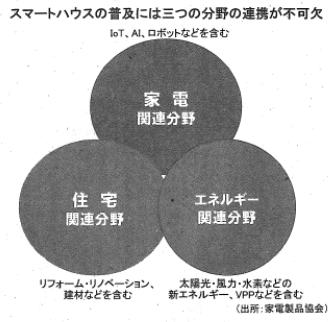 スマートハウスの普及には三つの分野の連携が不可欠
IoT、AI、ロボットなどを含む
家電
関連分野
住宅
関連分野
エネルギー
関連分野
リフォーム・リノベーション、
建材などを含む
太陽光・風力・水素などの
新エネルギー、VPPなどを含む
(出所:家電製品協会)